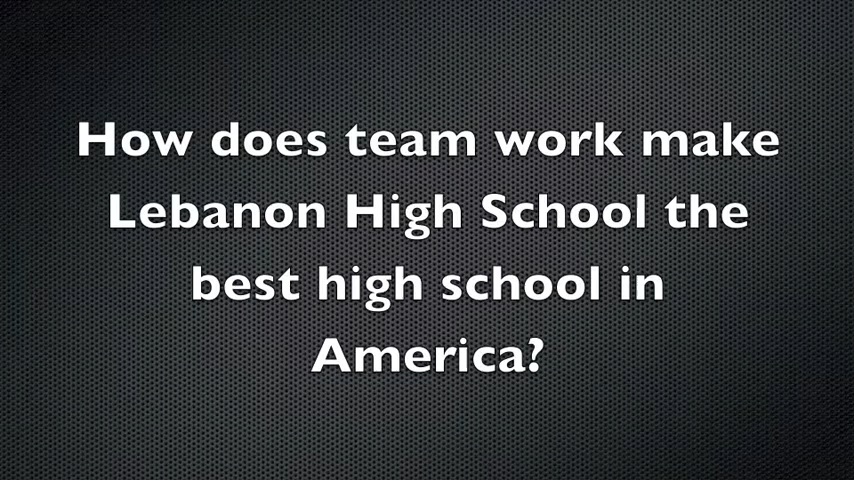 How does team work make
Lebanon High School the
best high school in
America?